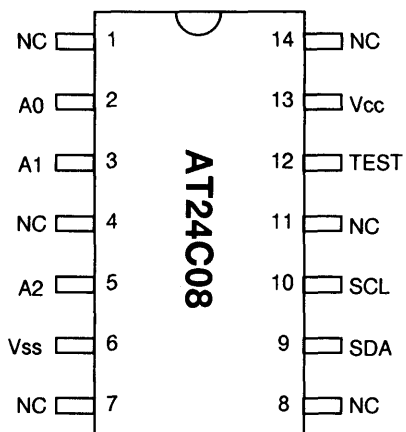 NC 1 14 NC
A0 2 13 Vcc
A1 3 12 TEST
NC 4 11 NC
A2 5 10 SCL
Vss 6 9 SDA
NC 7 8 NC
AT24C08